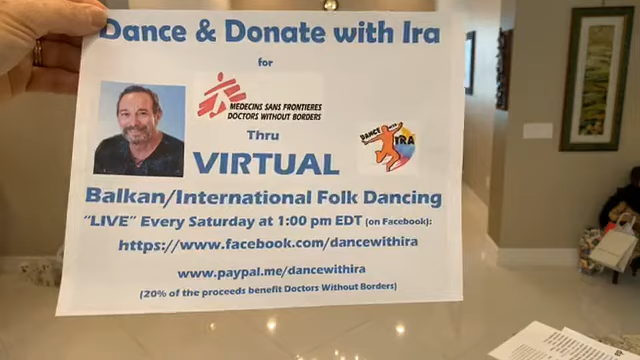 Dance & Donate with Ira
for
MEDECINS SANS FRONTIERES
DOCTORS WITHOUT BORDERS
Thru
DANCE WITH
IRA
VIRTUAL
Balkan/International Folk Dancing
"LIVE" Every Saturday at 1:00 pm EDT (on Facebook):
https://www.facebook.com/dancewithira
www.paypal.me/dancewithira
(20% of the proceeds benefit Doctors Without Borders)